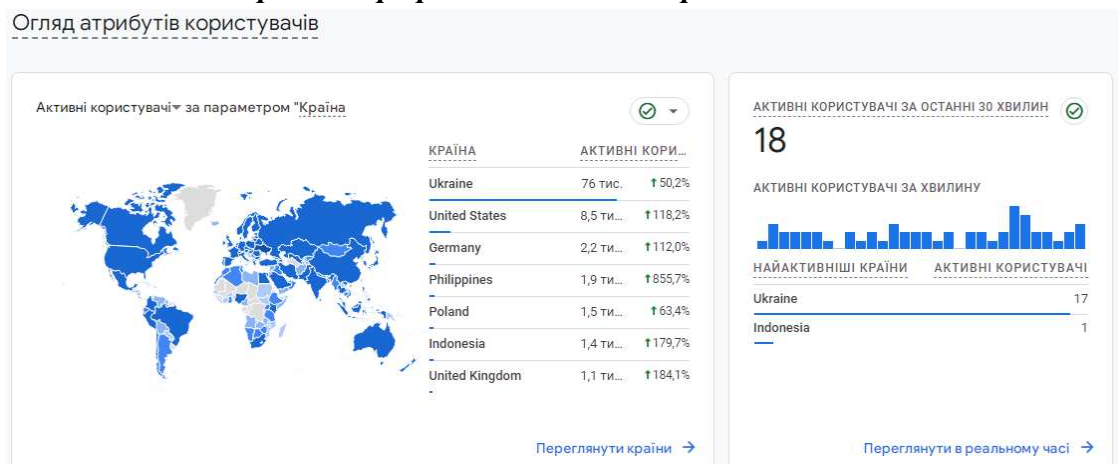 Огляд атрибутів користувачів
Активні користувачі за параметром "Країна
КРАЇНА АКТИВНІ КОРИ...
Ukraine 76 тис. ↑ 50,2%
United States 8,5 ти... ↑ 118,2%
Germany 2,2 ти... ↑ 112,0%
Philippines 1,9 ти... ↑ 855,7%
Poland 1,5 ти... ↑ 63,4%
Indonesia 1,4 ти... ↑ 179,7%
United Kingdom 1,1 ти... ↑ 184,1%
Переглянути країни →
АКТИВНІ КОРИСТУВАЧІ ЗА ОСТАННІ 30 ХВИЛИН
18
АКТИВНІ КОРИСТУВАЧІ ЗА ХВИЛИНУ
НАЙАКТИВНІШІ КРАЇНИ АКТИВНІ КОРИСТУВАЧІ
Ukraine 17
Indonesia 1
Переглянути в реальному часі →